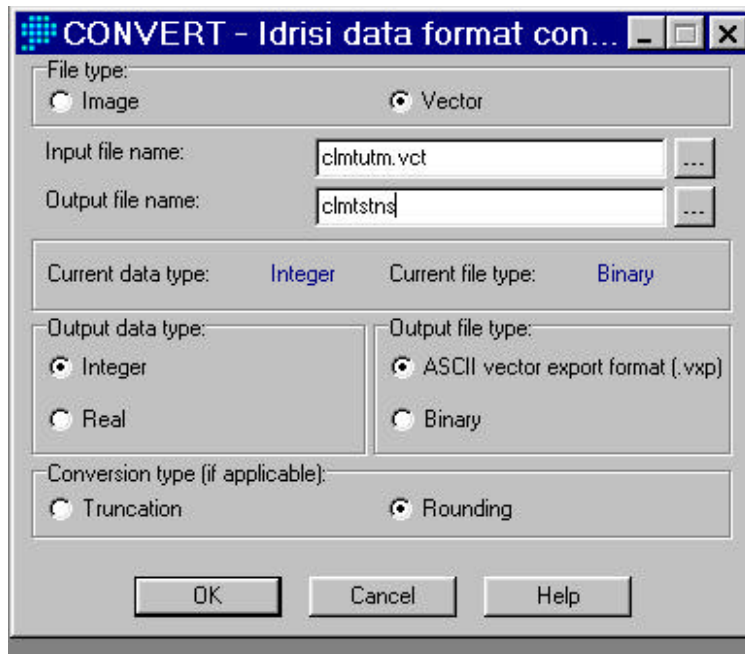 CONVERT - Idrisi data format con...
File type:
Image Vector
Input file name: clmtutm.vct ...
Output file name: clmtstns ...
Current data type: Integer Current file type: Binary
Output data type: Output file type:
Integer ASCII vector export format (.vxp)
Real Binary
Conversion type (if applicable):
Truncation Rounding
OK Cancel Help